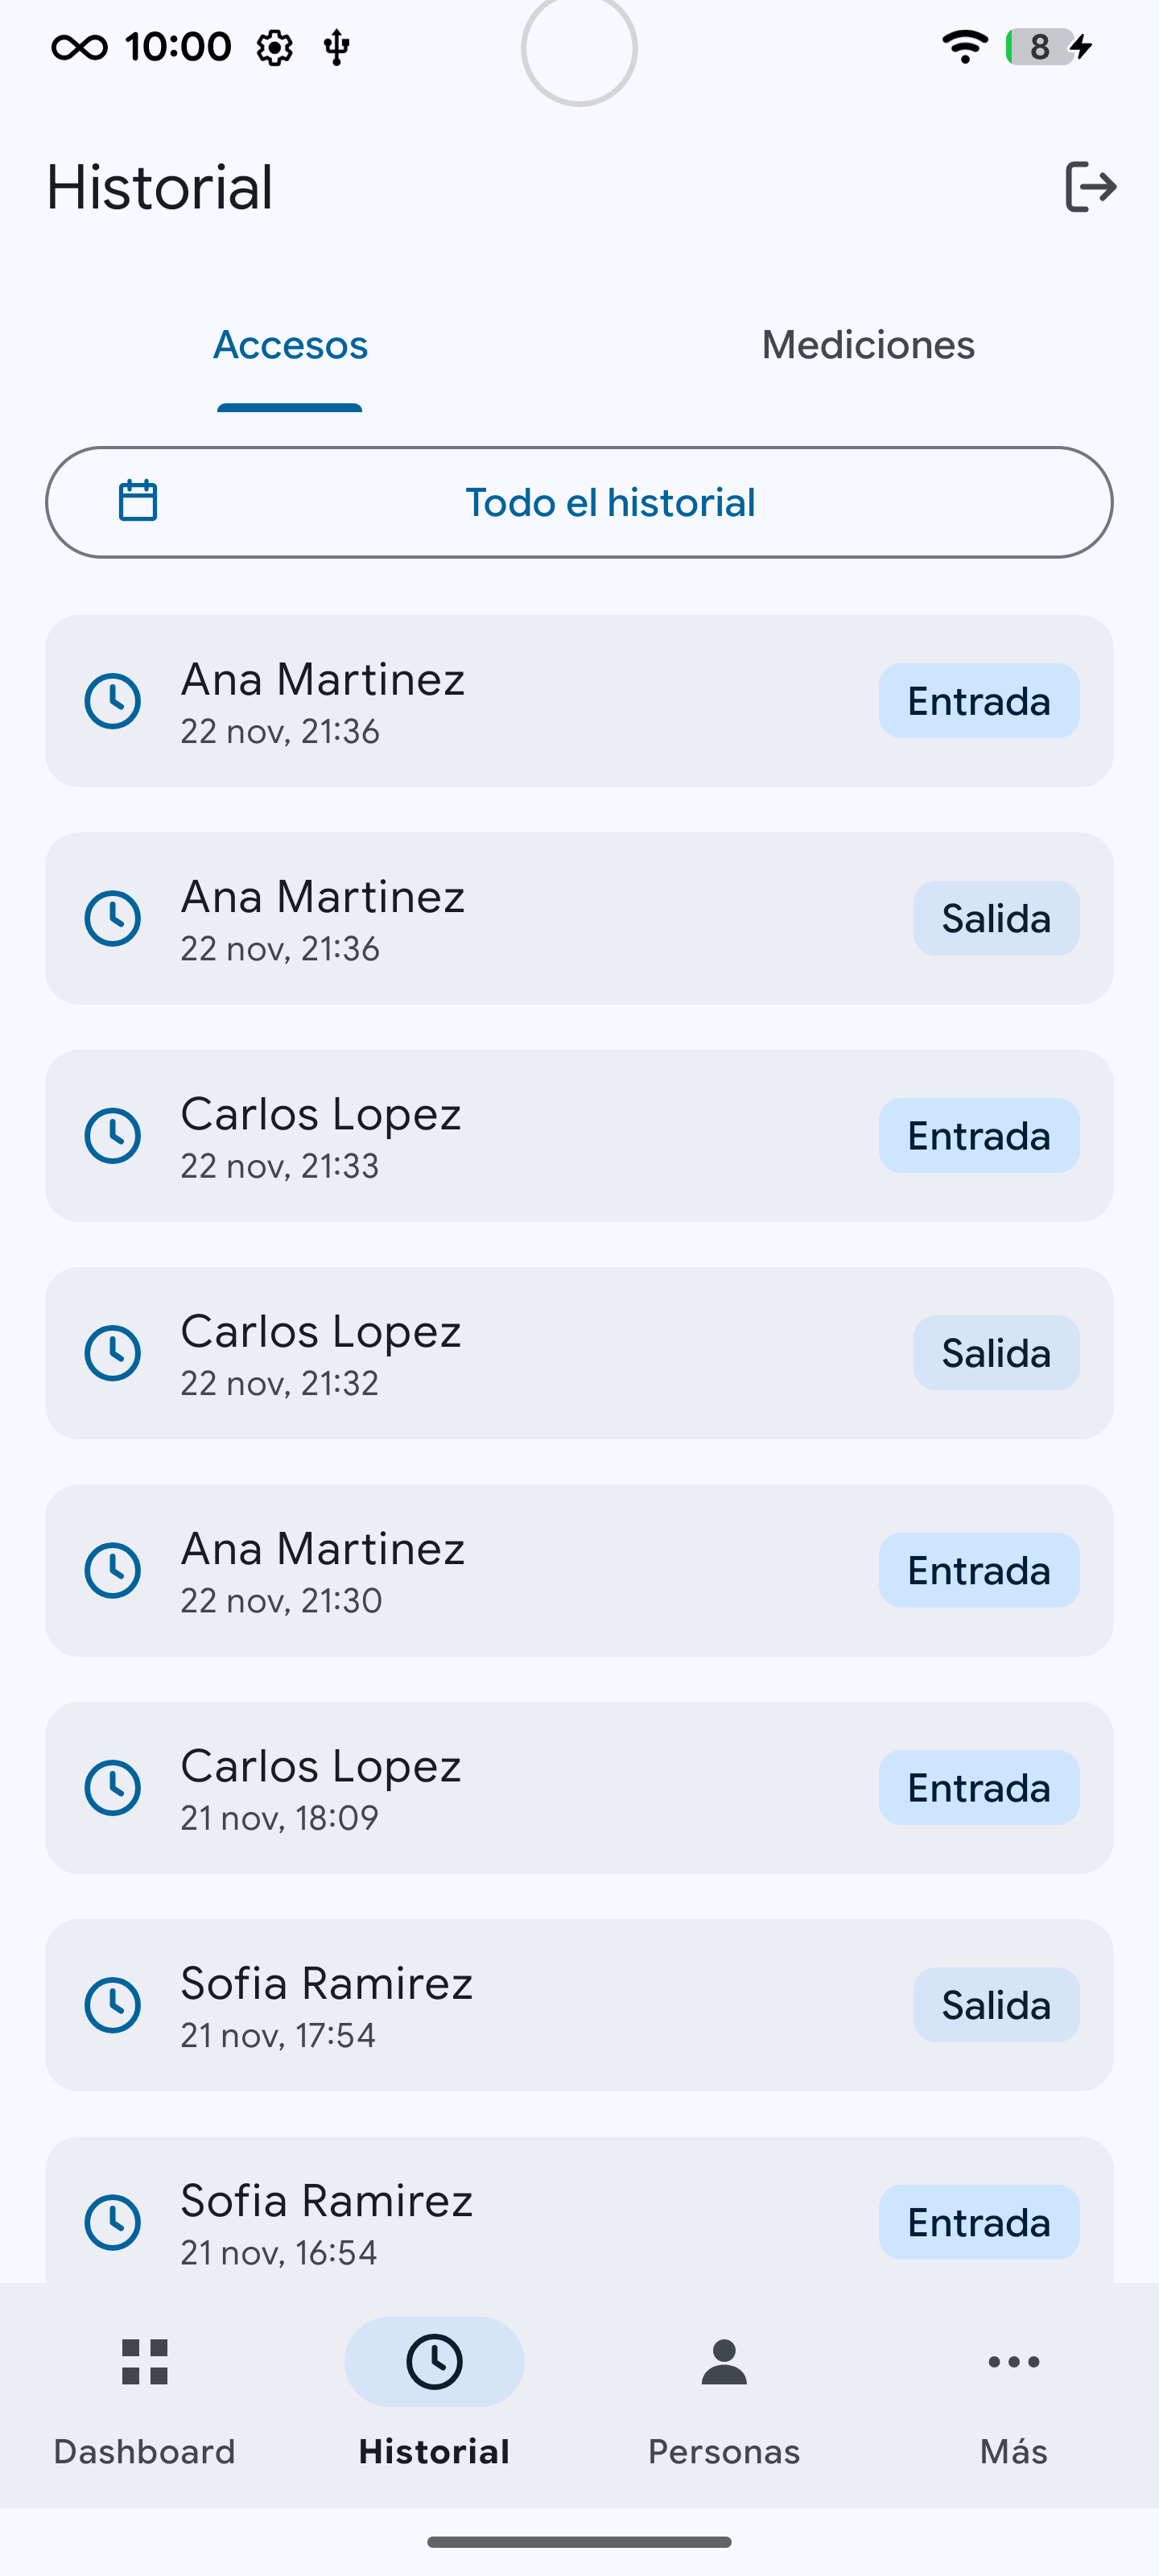 10:00
8
Historial
Accesos
Mediciones
Todo el historial
Ana Martinez
22 nov, 21:36
Entrada
Ana Martinez
22 nov, 21:36
Salida
Carlos Lopez
22 nov, 21:33
Entrada
Carlos Lopez
22 nov, 21:32
Salida
Ana Martinez
22 nov, 21:30
Entrada
Carlos Lopez
21 nov, 18:09
Entrada
Sofia Ramirez
21 nov, 17:54
Salida
Sofia Ramirez
21 nov, 16:54
Entrada
Dashboard
Historial
Personas
Más